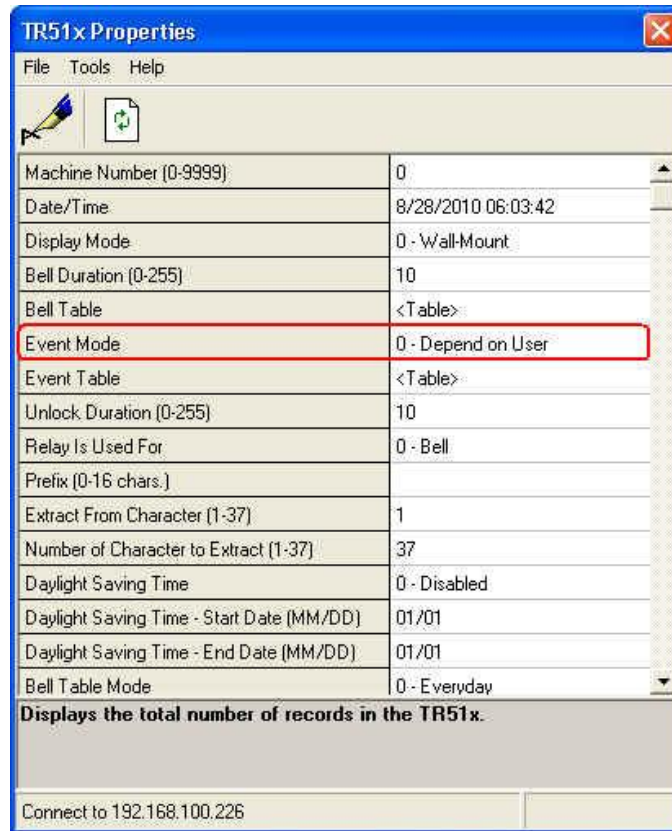 TR51x Properties
File Tools Help
Machine Number (0-9999) 0
Date/Time 8/28/2010 06:03:42
Display Mode 0 - Wall-Mount
Bell Duration (0-255) 10
Bell Table <Table>
Event Mode 0 - Depend on User
Event Table <Table>
Unlock Duration (0-255) 10
Relay Is Used For 0 - Bell
Prefix (0-16 chars.)
Extract From Character (1-37) 1
Number of Character to Extract (1-37) 37
Daylight Saving Time 0 - Disabled
Daylight Saving Time - Start Date (MM/DD) 01/01
Daylight Saving Time - End Date (MM/DD) 01/01
Bell Table Mode 0 - Everyday
Displays the total number of records in the TR51x.
Connect to 192.168.100.226